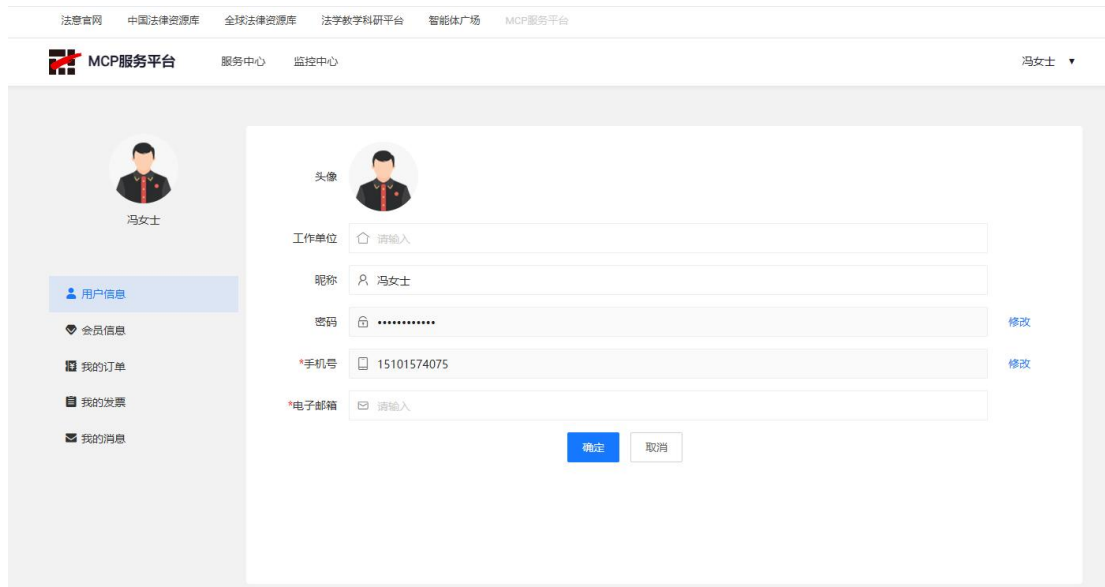 法意官网 中国法律资源库 全球法律资源库 法学教学科研平台 智能体广场 MCP服务平台
MCP服务平台 服务中心 监控中心 冯女士 ▼
冯女士
用户信息
会员信息
我的订单
我的发票
我的消息
头像
工作单位 请输入
昵称 冯女士
密码 •••••••••••• 修改
*手机号 15101574075 修改
*电子邮箱 请输入
确定 取消